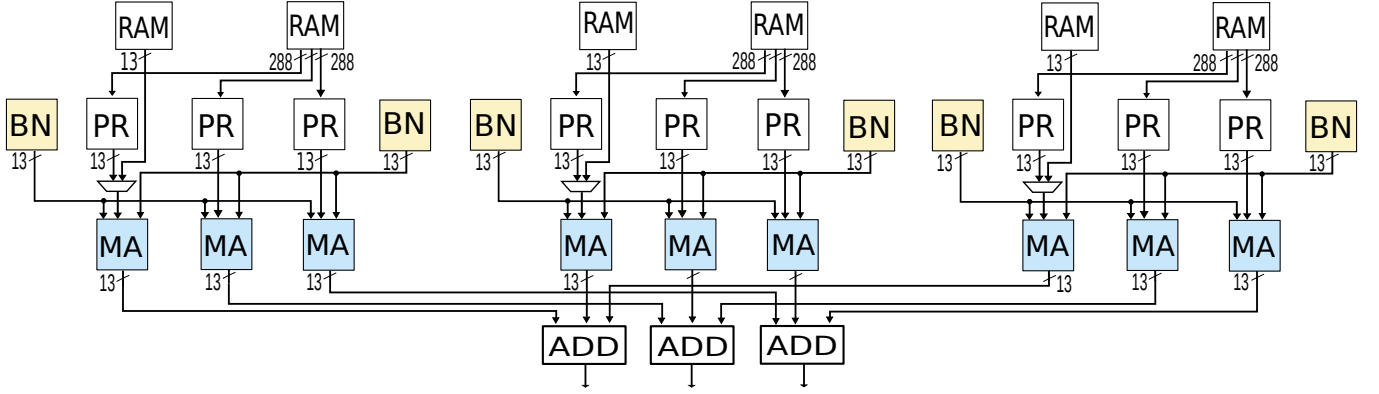 RAM RAM RAM RAM RAM RAM
13 288 288 13 288 288 13 288 288
BN PR PR PR BN BN PR PR PR BN BN PR PR PR BN
13 13 13 13 13 13 13 13 13 13 13 13 13 13 13
MA MA MA MA MA MA MA MA MA
13 13 13 13 13 13 13
ADD ADD ADD